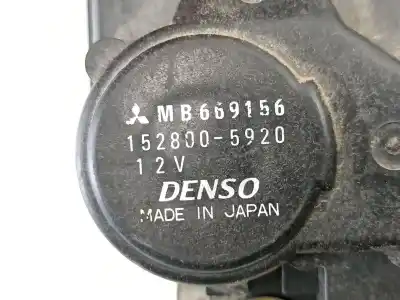 MB669156
152800-5920
12V
DENSO
MADE IN JAPAN